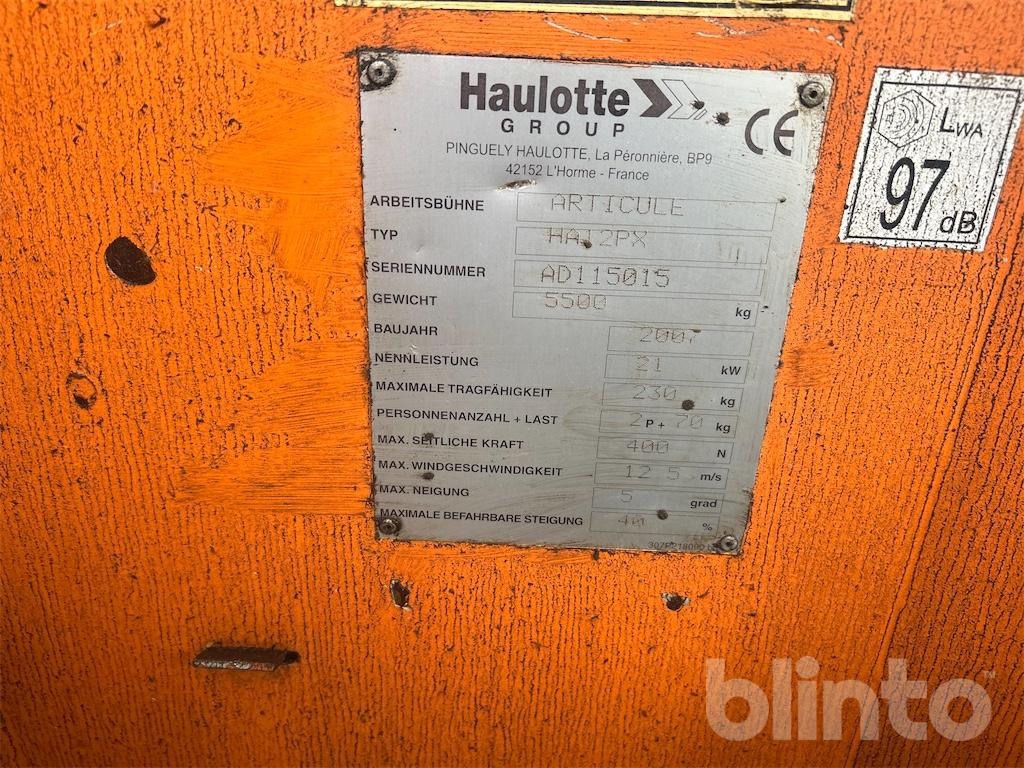 Haulotte
GROUP
PINGUELY HAULOTTE, La Péronnière, BP9
42152 L'Horme - France
CE
ARBEITSBÜHNE ARTICULE
TYP HA12PX
SERIENNUMMER AD115015
GEWICHT 5500 kg
BAUJAHR 2007
NENNLEISTUNG 21 kW
MAXIMALE TRAGFÄHIGKEIT 230 kg
PERSONNENANZAHL + LAST 2 P + 70 kg
MAX. SEITLICHE KRAFT 400 N
MAX. WINDGESCHWINDIGKEIT 12 5 m/s
MAX. NEIGUNG 5 grad
MAXIMALE BEFAHRBARE STEIGUNG 40 %
LWA
97 dB
blinto